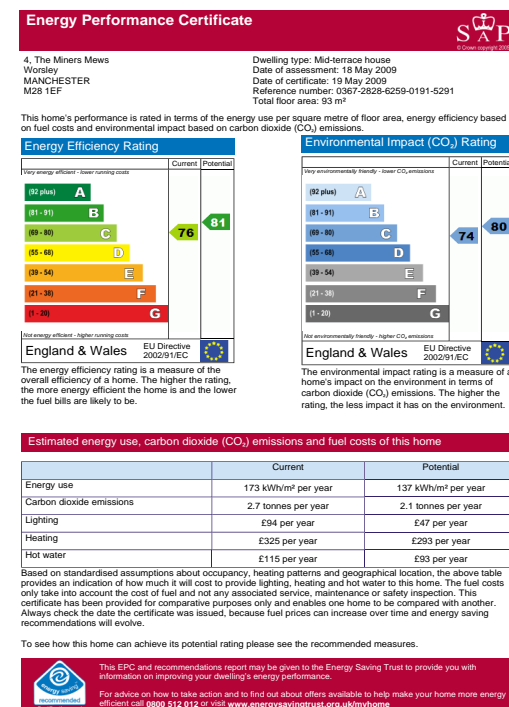 Energy Performance Certificate
SAP
© Crown copyright 2005
4, The Miners Mews
Worsley
MANCHESTER
M28 1EF
Dwelling type: Mid-terrace house
Date of assessment: 18 May 2009
Date of certificate: 19 May 2009
Reference number: 0367-2828-6259-0191-5291
Total floor area: 93 m²
This home's performance is rated in terms of the energy use per square metre of floor area, energy efficiency based
on fuel costs and environmental impact based on carbon dioxide (CO₂) emissions.
Energy Efficiency Rating
Current Potential
Very energy efficient - lower running costs
(92 plus) A
(81 - 91) B
(69 - 80) C
(55 - 68) D
(39 - 54) E
(21 - 38) F
(1 - 20) G
76
81
Not energy efficient - higher running costs
England & Wales
EU Directive
2002/91/EC
The energy efficiency rating is a measure of the
overall efficiency of a home. The higher the rating,
the more energy efficient the home is and the lower
the fuel bills are likely to be.
Environmental Impact (CO₂) Rating
Current Potentia
Very environmentally friendly - lower CO₂ emissions
(92 plus) A
(81 - 91) B
(69 - 80) C
(55 - 68) D
(39 - 54) E
(21 - 38) F
(1 - 20) G
74
80
Not environmentally friendly - higher CO₂ emissions
England & Wales
EU Directive
2002/91/EC
The environmental impact rating is a measure of a
home's impact on the environment in terms of
carbon dioxide (CO₂) emissions. The higher the
rating, the less impact it has on the environment.
Estimated energy use, carbon dioxide (CO₂) emissions and fuel costs of this home
Current Potential
Energy use 173 kWh/m² per year 137 kWh/m² per year
Carbon dioxide emissions 2.7 tonnes per year 2.1 tonnes per year
Lighting £94 per year £47 per year
Heating £325 per year £293 per year
Hot water £115 per year £93 per year
Based on standardised assumptions about occupancy, heating patterns and geographical location, the above table
provides an indication of how much it will cost to provide lighting, heating and hot water to this home. The fuel costs
only take into account the cost of fuel and not any associated service, maintenance or safety inspection. This
certificate has been provided for comparative purposes only and enables one home to be compared with another.
Always check the date the certificate was issued, because fuel prices can increase over time and energy saving
recommendations will evolve.
To see how this home can achieve its potential rating please see the recommended measures.
energy saving
recommended
This EPC and recommendations report may be given to the Energy Saving Trust to provide you with
information on improving your dwelling's energy performance.
For advice on how to take action and to find out about offers available to help make your home more energy
efficient call 0800 512 012 or visit www.energysavingtrust.org.uk/myhome